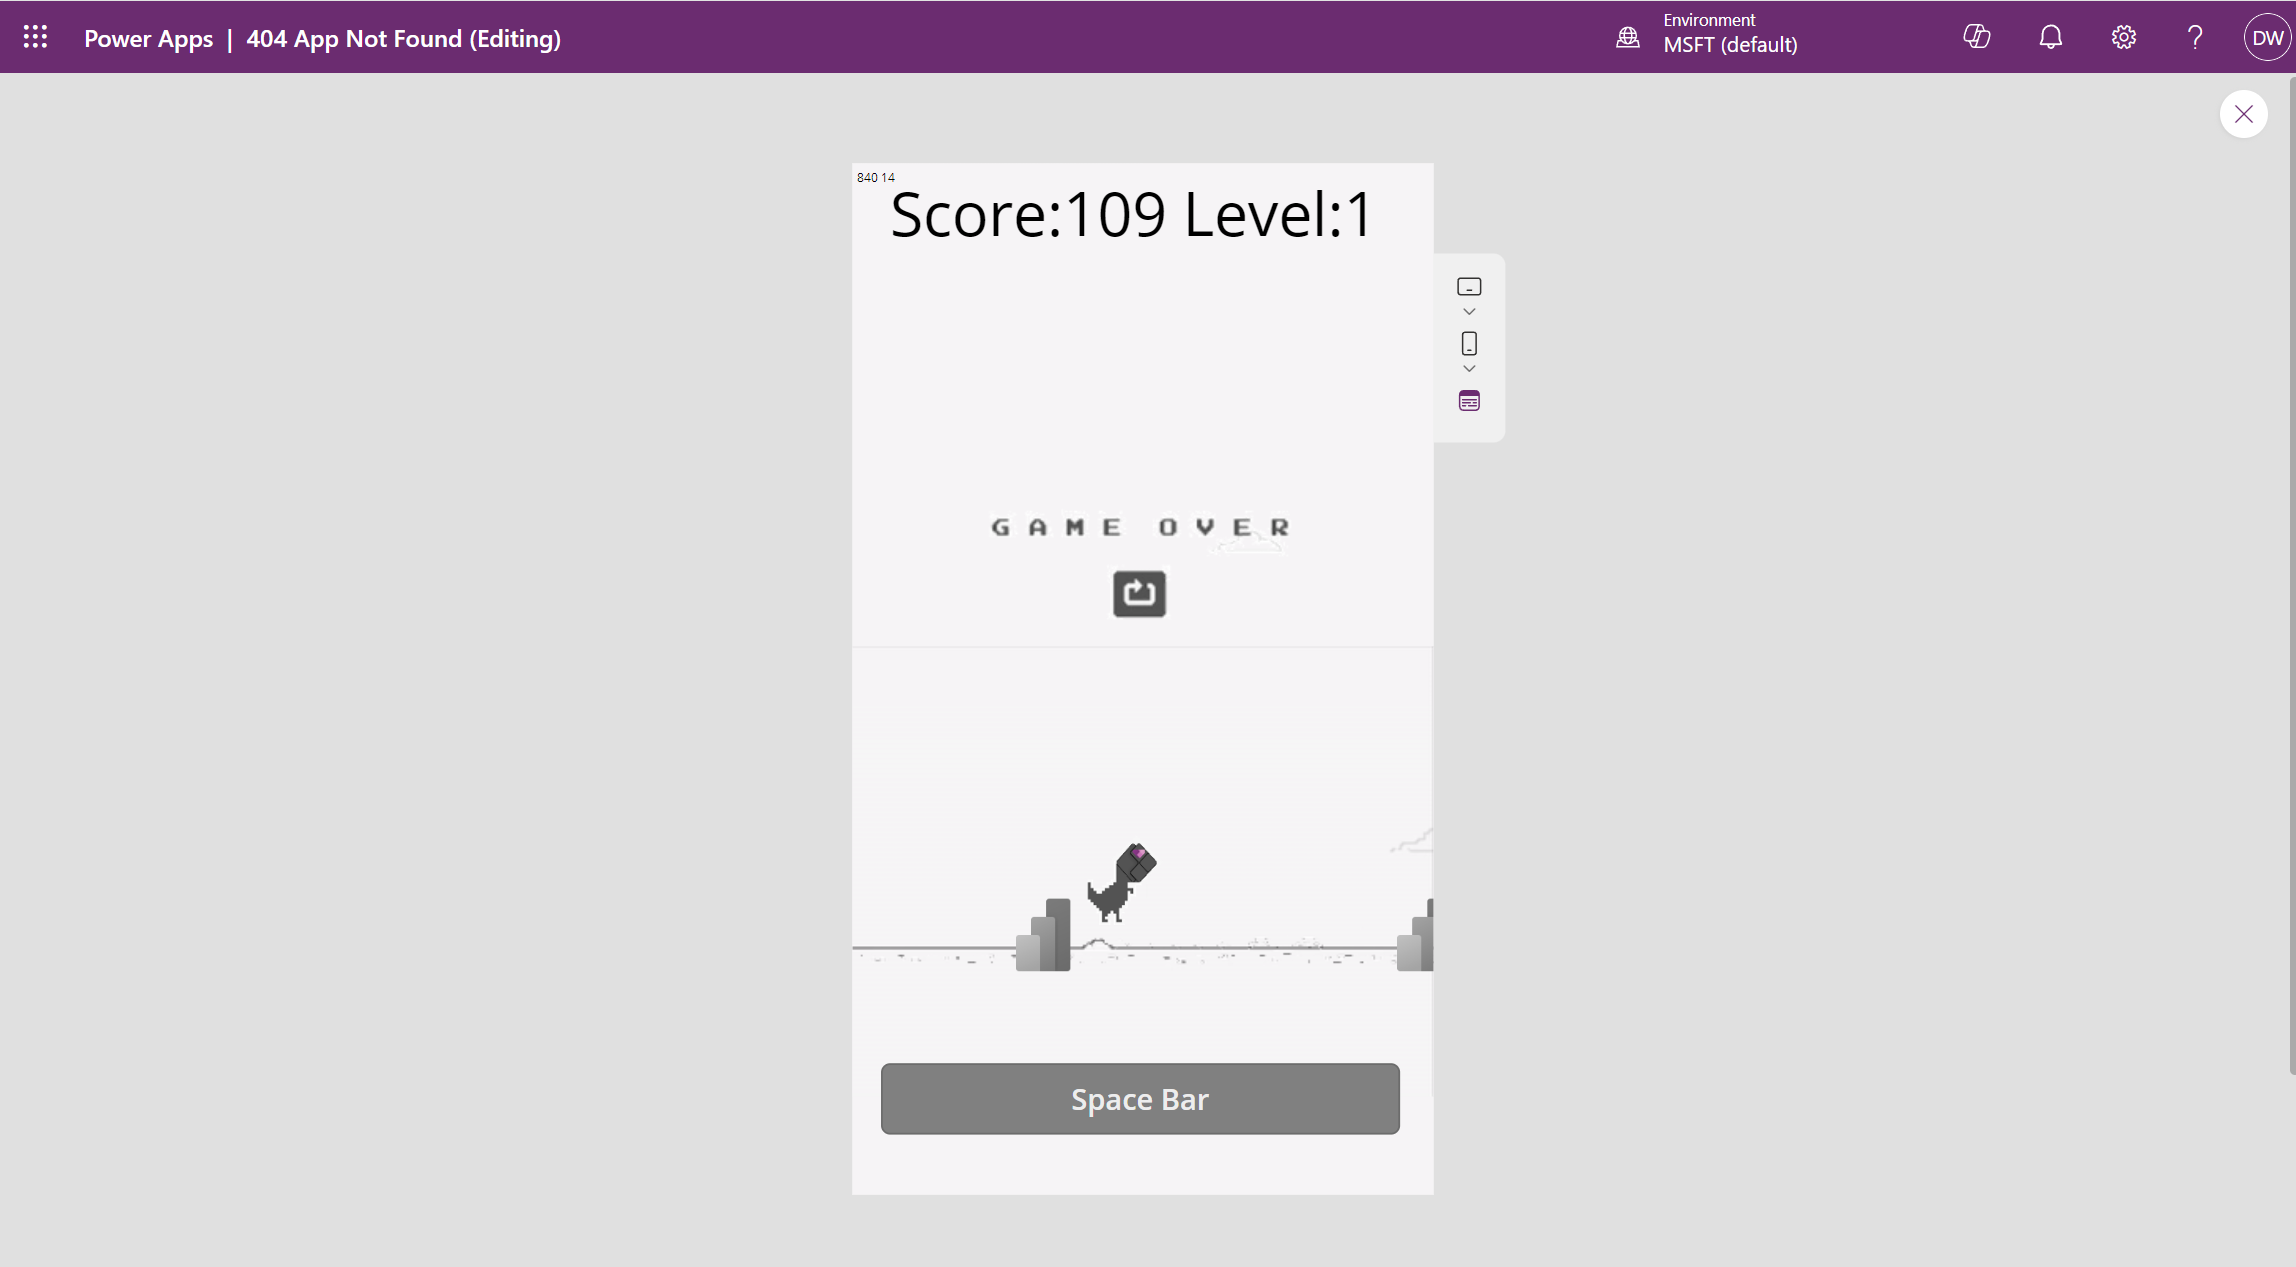 Power Apps | 404 App Not Found (Editing)
Environment
MSFT (default)
DW
840 14
Score:109 Level:1
GAME OVER
Space Bar